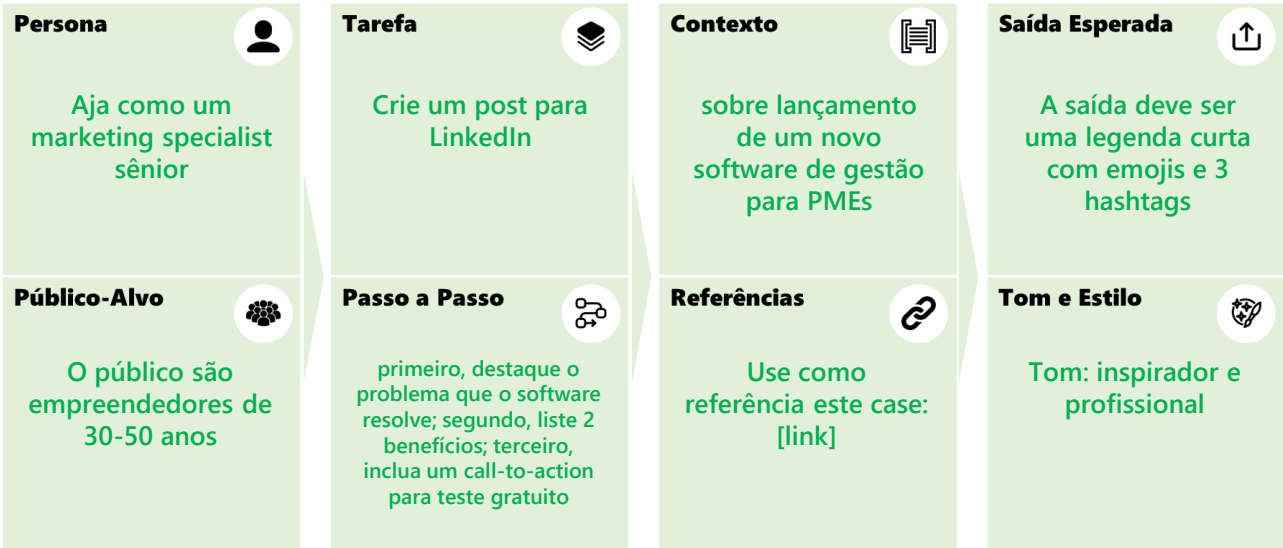 Persona
Aja como um
marketing specialist
sênior
Tarefa
Crie um post para
LinkedIn
Contexto
sobre lançamento
de um novo
software de gestão
para PMEs
Saída Esperada
A saída deve ser
uma legenda curta
com emojis e 3
hashtags
Público-Alvo
O público são
empreendedores de
30-50 anos
Passo a Passo
primeiro, destaque o
problema que o software
resolve; segundo, liste 2
benefícios; terceiro,
inclua um call-to-action
para teste gratuito
Referências
Use como
referência este case:
[link]
Tom e Estilo
Tom: inspirador e
profissional